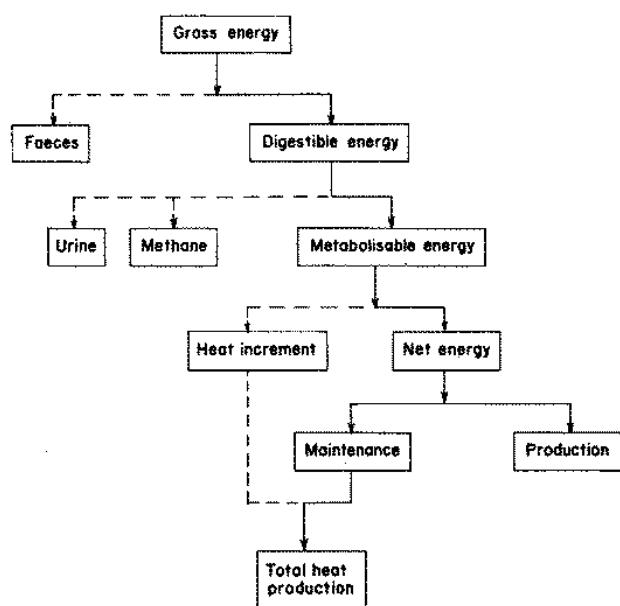 Gross energy
Faeces
Digestible energy
Urine
Methane
Metabolisable energy
Heat increment
Net energy
Maintenance
Production
Total heat
production